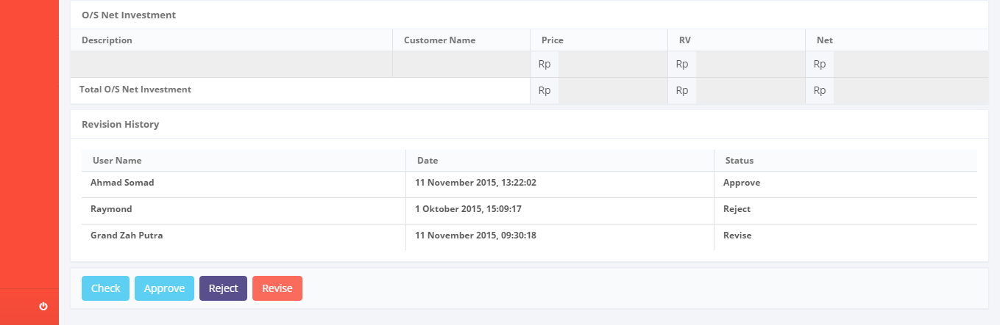 O/S Net Investment
Description Customer Name Price RV Net
Rp Rp Rp
Total O/S Net Investment Rp Rp Rp
Revision History
User Name Date Status
Ahmad Somad 11 November 2015, 13:22:02 Approve
Raymond 1 Oktober 2015, 15:09:17 Reject
Grand Zah Putra 11 November 2015, 09:30:18 Revise
Check Approve Reject Revise